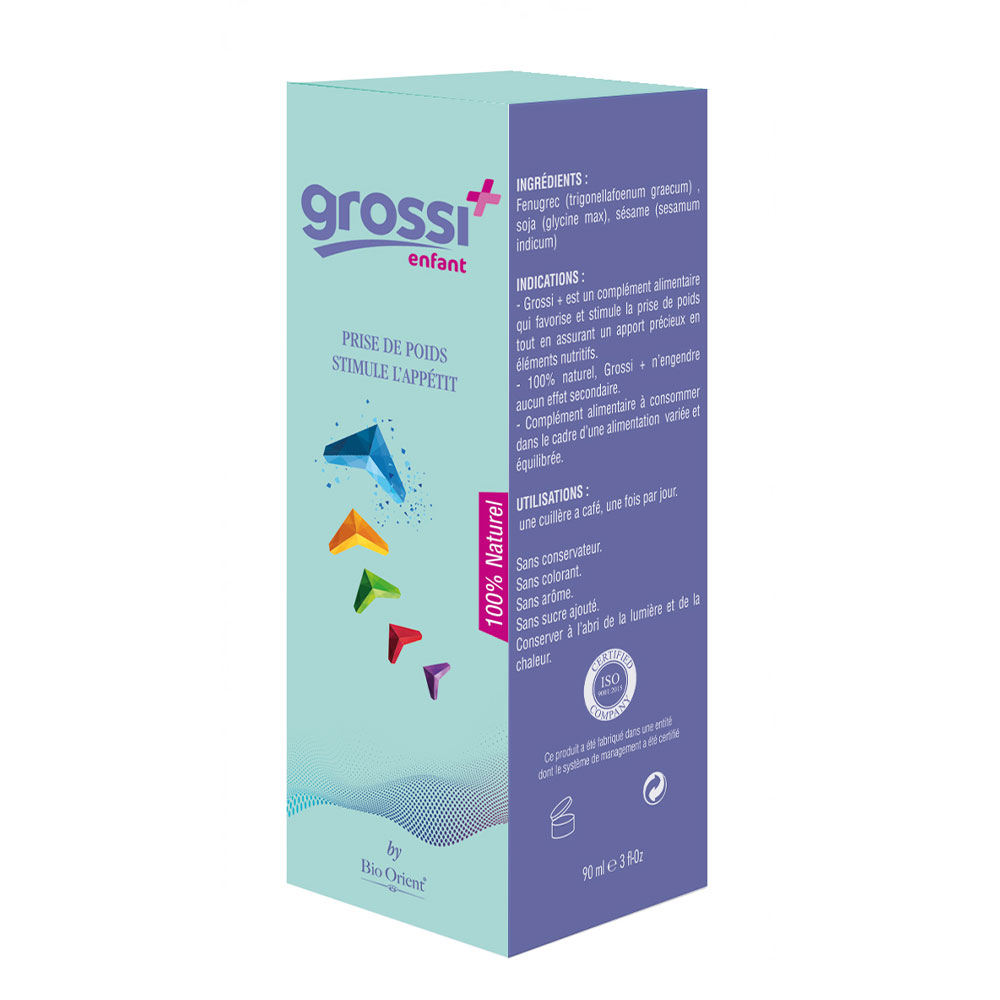 grossi+
enfant
PRISE DE POIDS
STIMULE L'APPÉTIT
100% Naturel
by
Bio Orient®
INGRÉDIENTS :
Fenugrec (trigonellafoenum graecum) ,
soja (glycine max), sésame (sesamum
indicum)
INDICATIONS :
- Grossi + est un complément alimentaire
qui favorise et stimule la prise de poids
tout en assurant un apport précieux en
éléments nutritifs.
- 100% naturel, Grossi + n'engendre
aucun effet secondaire.
- Complément alimentaire à consommer
dans le cadre d'une alimentation variée et
équilibrée.
UTILISATIONS :
une cuillère a café, une fois par jour.
Sans conservateur.
Sans colorant.
Sans arôme.
Sans sucre ajouté.
Conserver à l'abri de la lumière et de la
chaleur.
CERTIFIED
ISO
9001:2015
COMPANY
Ce produit a été fabriqué dans une entité
dont le système de management a été certifié
90 ml ℮ 3 fl-Oz